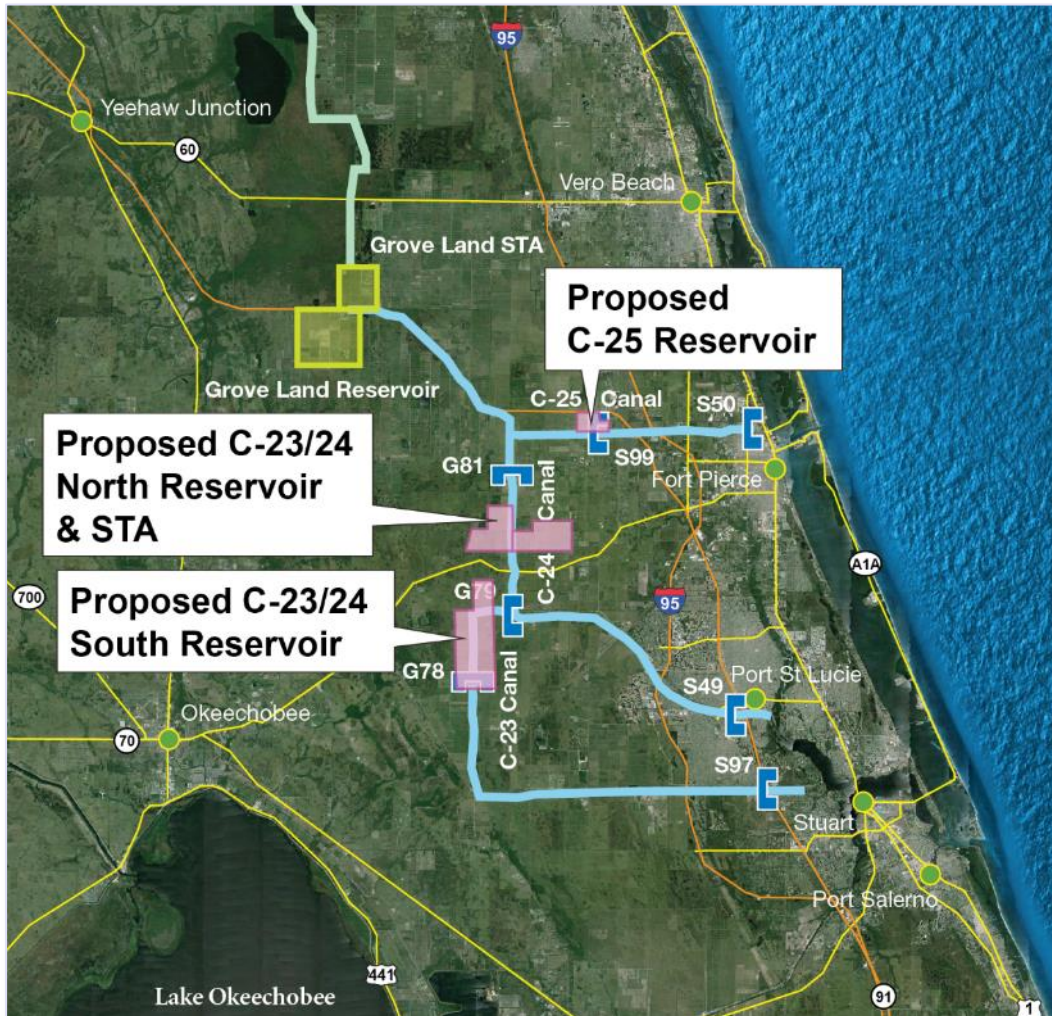 95
Yeehaw Junction
60
Vero Beach
Grove Land STA
Proposed
C-25 Reservoir
Grove Land Reservoir
C-25 Canal
S50
Proposed C-23/24
North Reservoir
& STA
G81
S99
Fort Pierce
C-24 Canal
A1A
700
Proposed C-23/24
South Reservoir
G79
95
G78
Port St Lucie
S49
Okeechobee
C-23 Canal
70
S97
Stuart
Port Salerno
441
Lake Okeechobee
91
1